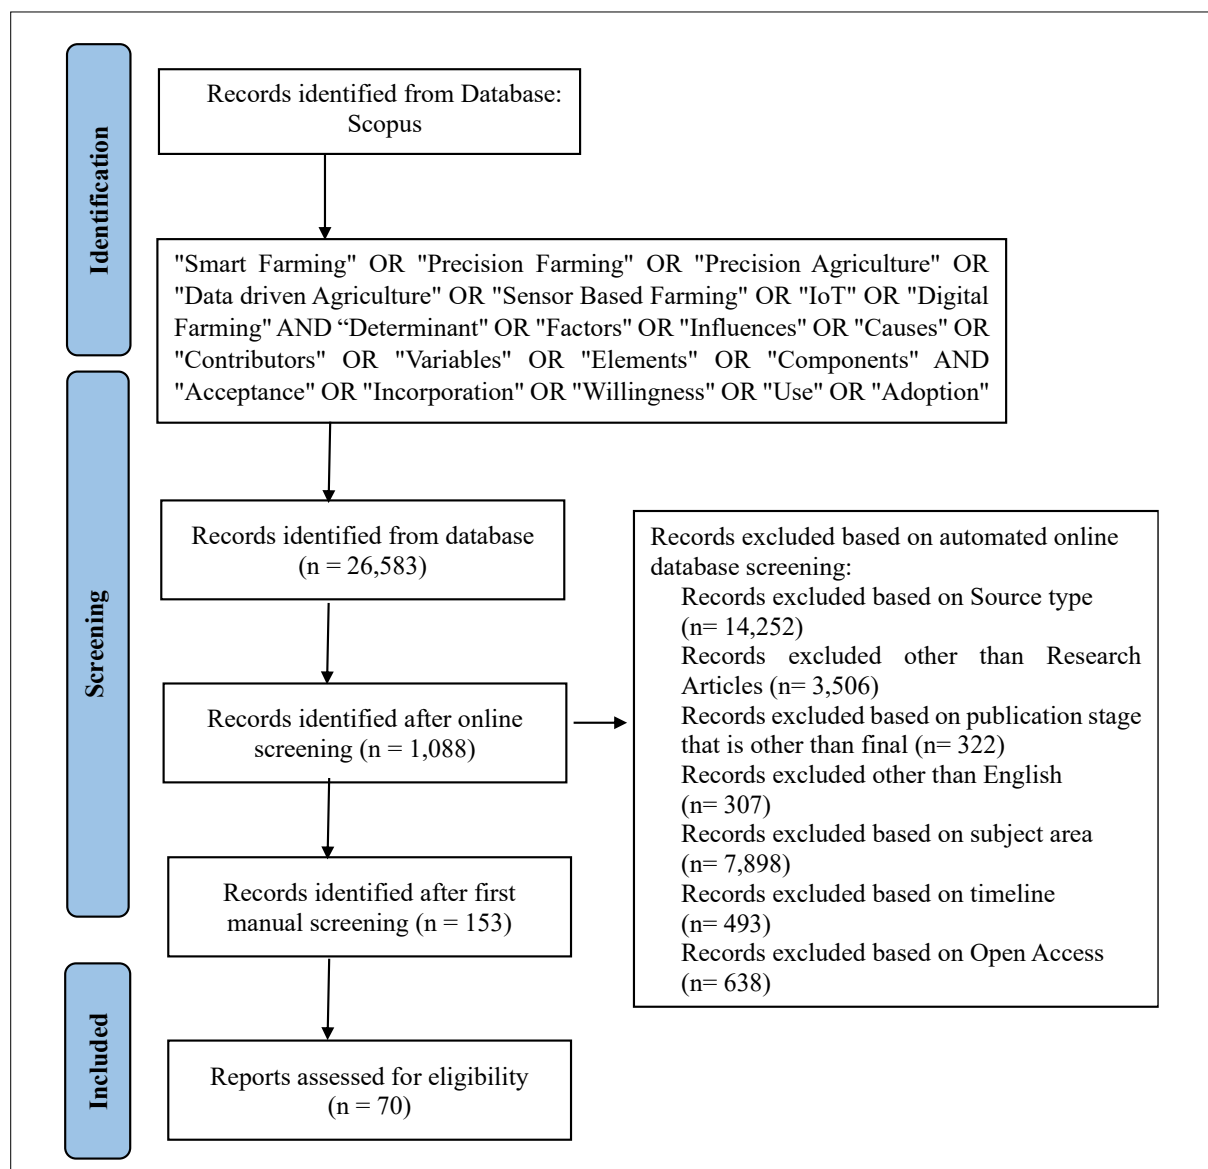 Identification
Records identified from Database:
Scopus
"Smart Farming" OR "Precision Farming" OR "Precision Agriculture" OR
"Data driven Agriculture" OR "Sensor Based Farming" OR "IoT" OR "Digital
Farming" AND “Determinant" OR "Factors" OR "Influences" OR "Causes" OR
"Contributors" OR "Variables" OR "Elements" OR "Components" AND
"Acceptance" OR "Incorporation" OR "Willingness" OR "Use" OR "Adoption"
Screening
Records identified from database
(n = 26,583)
Records identified after online
screening (n = 1,088)
Records excluded based on automated online
database screening:
Records excluded based on Source type
(n= 14,252)
Records excluded other than Research
Articles (n= 3,506)
Records excluded based on publication stage
that is other than final (n= 322)
Records excluded other than English
(n= 307)
Records excluded based on subject area
(n= 7,898)
Records excluded based on timeline
(n= 493)
Records excluded based on Open Access
(n= 638)
Records identified after first
manual screening (n = 153)
Included
Reports assessed for eligibility
(n = 70)